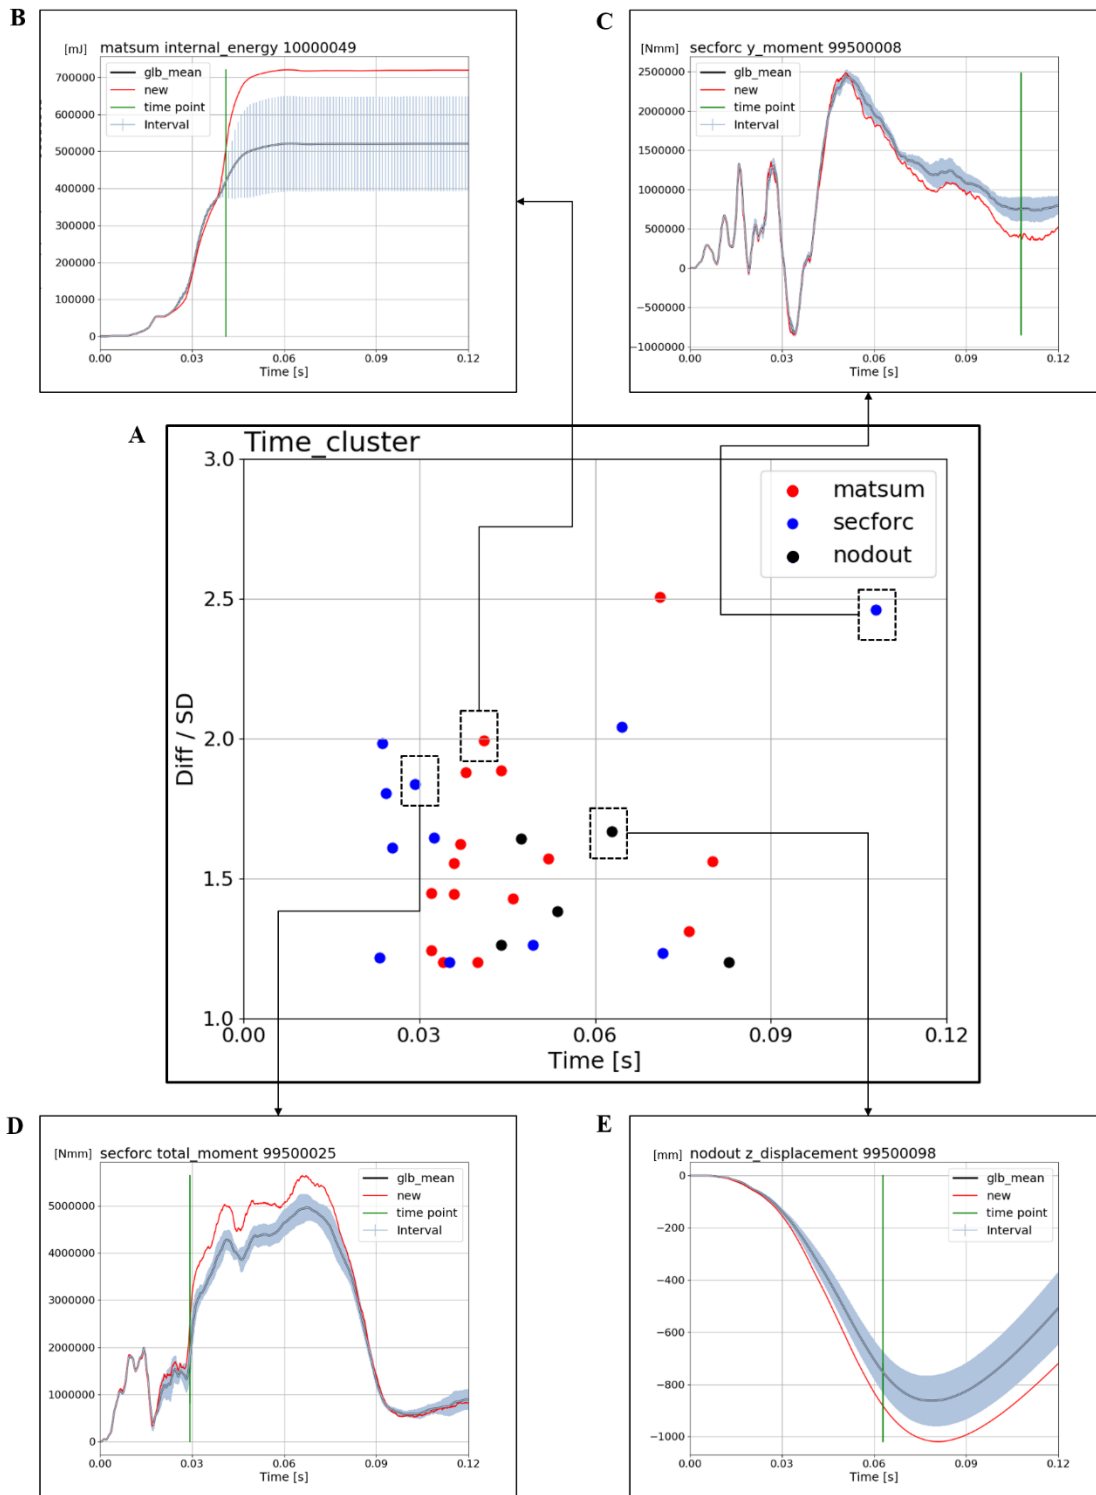 B
[mJ] matsum internal_energy 10000049
700000
600000
500000
400000
300000
200000
100000
0
glb_mean
new
time point
Interval
0.00 0.03 0.06 0.09 0.12
Time [s]
C
[Nmm] secforc y_moment 99500008
2500000
2000000
1500000
1000000
500000
0
−500000
−1000000
glb_mean
new
time point
Interval
0.00 0.03 0.06 0.09 0.12
Time [s]
A
Time_cluster
3.0
2.5
2.0
1.5
1.0
Diff / SD
matsum
secforc
nodout
0.00 0.03 0.06 0.09 0.12
Time [s]
D
[Nmm] secforc total_moment 99500025
5000000
4000000
3000000
2000000
1000000
0
glb_mean
new
time point
Interval
0.00 0.03 0.06 0.09 0.12
Time [s]
E
[mm] nodout z_displacement 99500098
0
−200
−400
−600
−800
−1000
glb_mean
new
time point
Interval
0.00 0.03 0.06 0.09 0.12
Time [s]